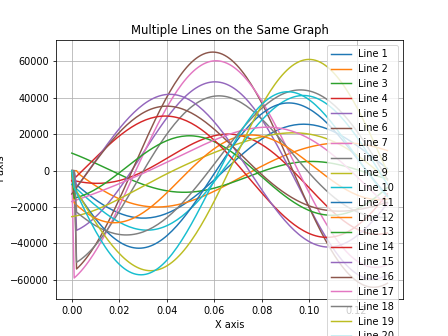 Multiple Lines on the Same Graph
60000
40000
20000
0
−20000
−40000
−60000
0.00
0.02
0.04
0.06
0.08
0.10
X axis
Line 1
Line 2
Line 3
Line 4
Line 5
Line 6
Line 7
Line 8
Line 10
Line 11
Line 12
Line 13
Line 14
Line 15
Line 16
Line 17
Line 18
Line 19
Line 20